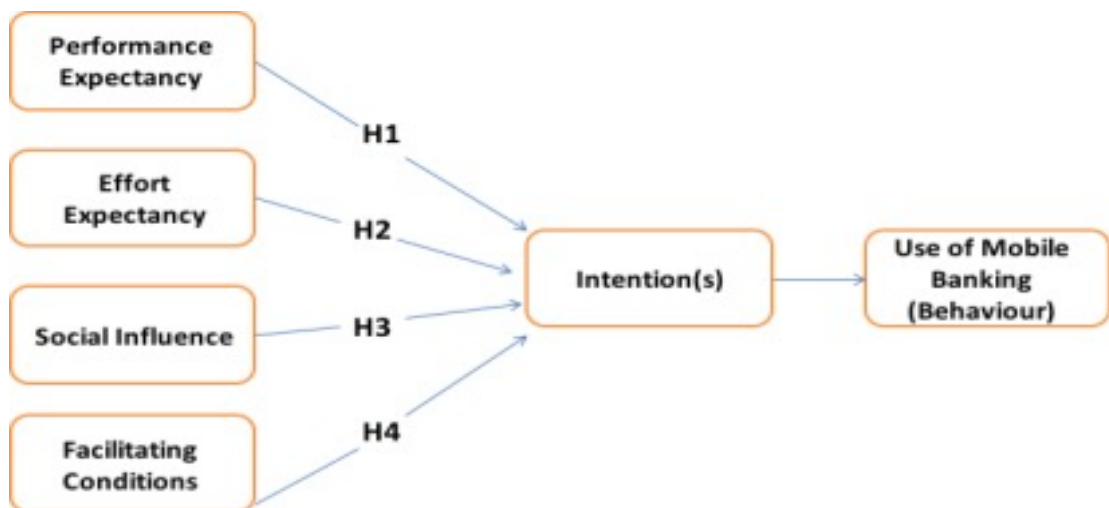 Performance
Expectancy
H1
Effort
Expectancy
H2
Social Influence
H3
Facilitating
Conditions
H4
Intention(s)
Use of Mobile
Banking
(Behaviour)